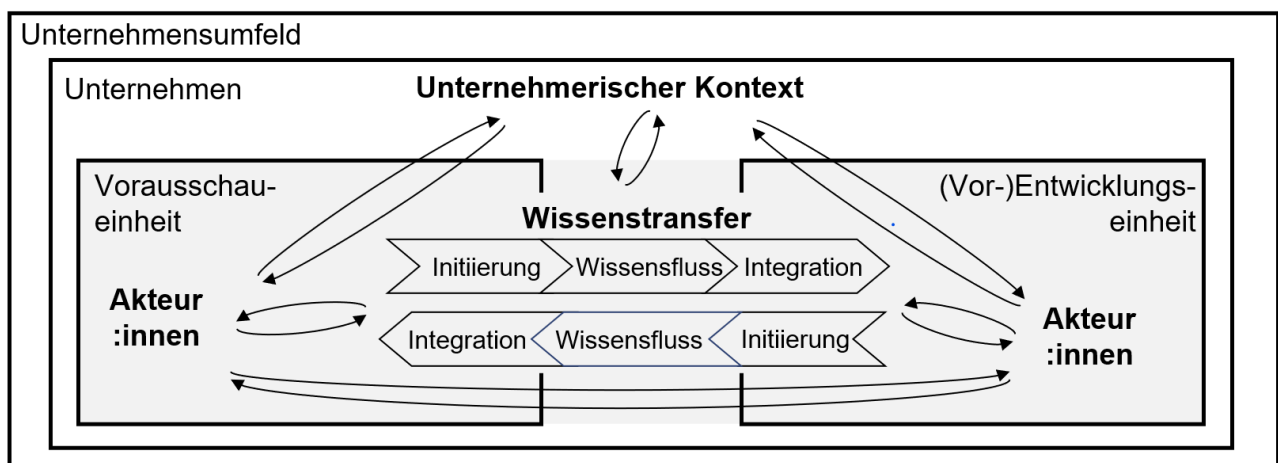 Unternehmensumfeld
Unternehmen
Unternehmerischer Kontext
Vorausschau-
einheit
(Vor-)Entwicklungs-
einheit
Wissenstransfer
Initiierung
Wissensfluss
Integration
Akteur
:innen
Integration
Wissensfluss
Initiierung
Akteur
:innen